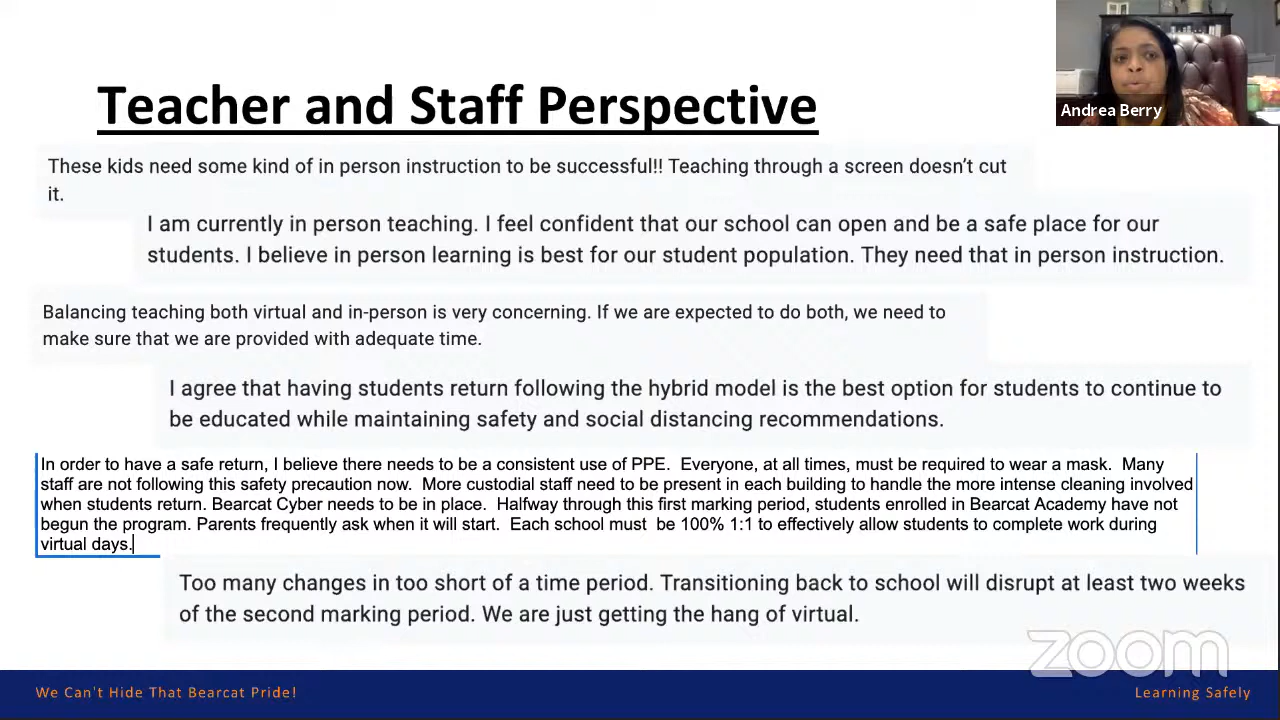 Andrea Berry
Teacher and Staff Perspective
These kids need some kind of in person instruction to be successful!! Teaching through a screen doesn’t cut
it.
I am currently in person teaching. I feel confident that our school can open and be a safe place for our
students. I believe in person learning is best for our student population. They need that in person instruction.
Balancing teaching both virtual and in-person is very concerning. If we are expected to do both, we need to
make sure that we are provided with adequate time.
I agree that having students return following the hybrid model is the best option for students to continue to
be educated while maintaining safety and social distancing recommendations.
In order to have a safe return, I believe there needs to be a consistent use of PPE.  Everyone, at all times, must be required to wear a mask.  Many
staff are not following this safety precaution now.  More custodial staff need to be present in each building to handle the more intense cleaning involved
when students return. Bearcat Cyber needs to be in place.  Halfway through this first marking period, students enrolled in Bearcat Academy have not
begun the program. Parents frequently ask when it will start.  Each school must  be 100% 1:1 to effectively allow students to complete work during
virtual days.
Too many changes in too short of a time period. Transitioning back to school will disrupt at least two weeks
of the second marking period. We are just getting the hang of virtual.
zoom
We Can't Hide That Bearcat Pride!
Learning Safely